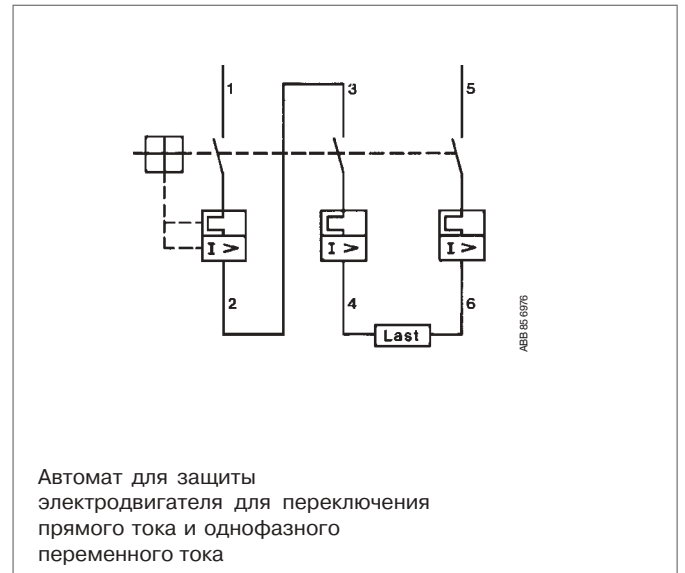 1 3 5
I > I > I >
2 4 6
Last
ABB 85 6976
Автомат для защиты
электродвигателя для переключения
прямого тока и однофазного
переменного тока